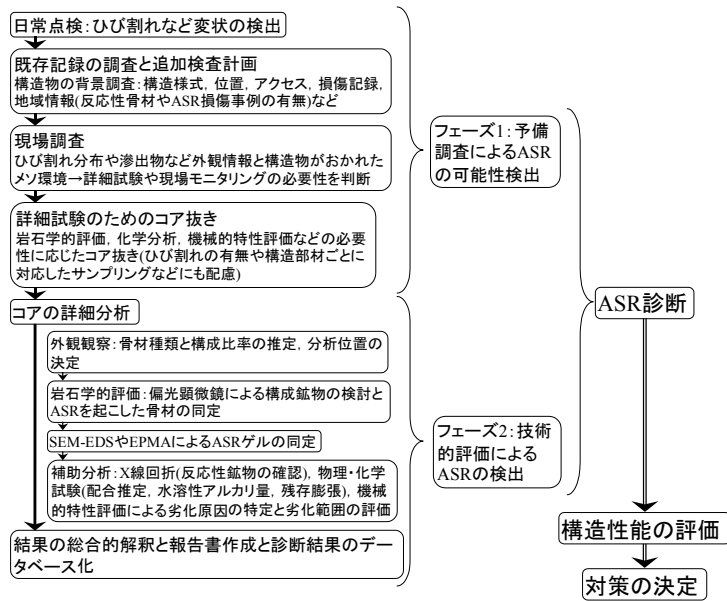 日常点検：ひび割れなど変状の検出
既存記録の調査と追加検査計画
構造物の背景調査：構造様式，位置，アクセス，損傷記録，
地域情報(反応性骨材やASR損傷事例の有無)など
現場調査
ひび割れ分布や滲出物など外観情報と構造物がおかれた
メソ環境→詳細試験や現場モニタリングの必要性を判断
詳細試験のためのコア抜き
岩石学的評価，化学分析，機械的特性評価などの必要
性に応じたコア抜き(ひび割れの有無や構造部材ごとに
対応したサンプリングなどにも配慮)
コアの詳細分析
外観観察：骨材種類と構成比率の推定，分析位置の
決定
岩石学的評価：偏光顕微鏡による構成鉱物の検討と
ASRを起こした骨材の同定
SEM-EDSやEPMAによるASRゲルの同定
補助分析：X線回折(反応性鉱物の確認)，物理・化学
試験(配合推定，水溶性アルカリ量，残存膨張)，機械
的特性評価による劣化原因の特定と劣化範囲の評価
結果の総合的解釈と報告書作成と診断結果のデー
タベース化
フェーズ1：予備
調査によるASR
の可能性検出
フェーズ2：技術
的評価による
ASRの検出
ASR診断
構造性能の評価
対策の決定